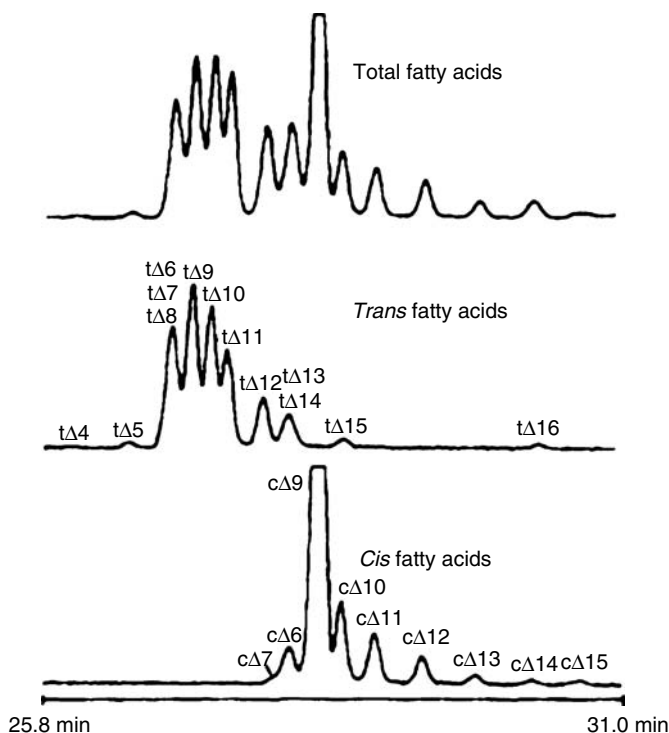 Total fatty acids
tΔ6 tΔ9
tΔ7 tΔ10
tΔ8 tΔ11
Trans fatty acids
tΔ12 tΔ13
tΔ14
tΔ4 tΔ5 tΔ15 tΔ16
cΔ9
Cis fatty acids
cΔ10
cΔ11
cΔ6 cΔ12
cΔ7 cΔ13 cΔ14 cΔ15
25.8 min 31.0 min